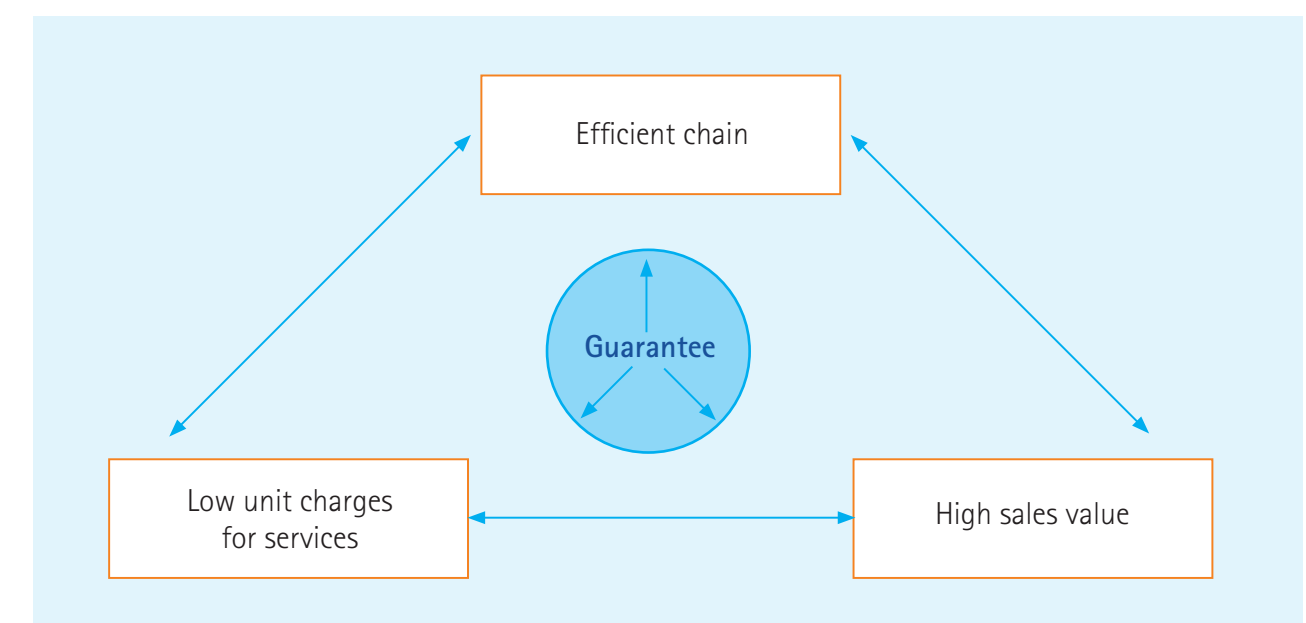 Efficient chain
Guarantee
Low unit charges
for services
High sales value